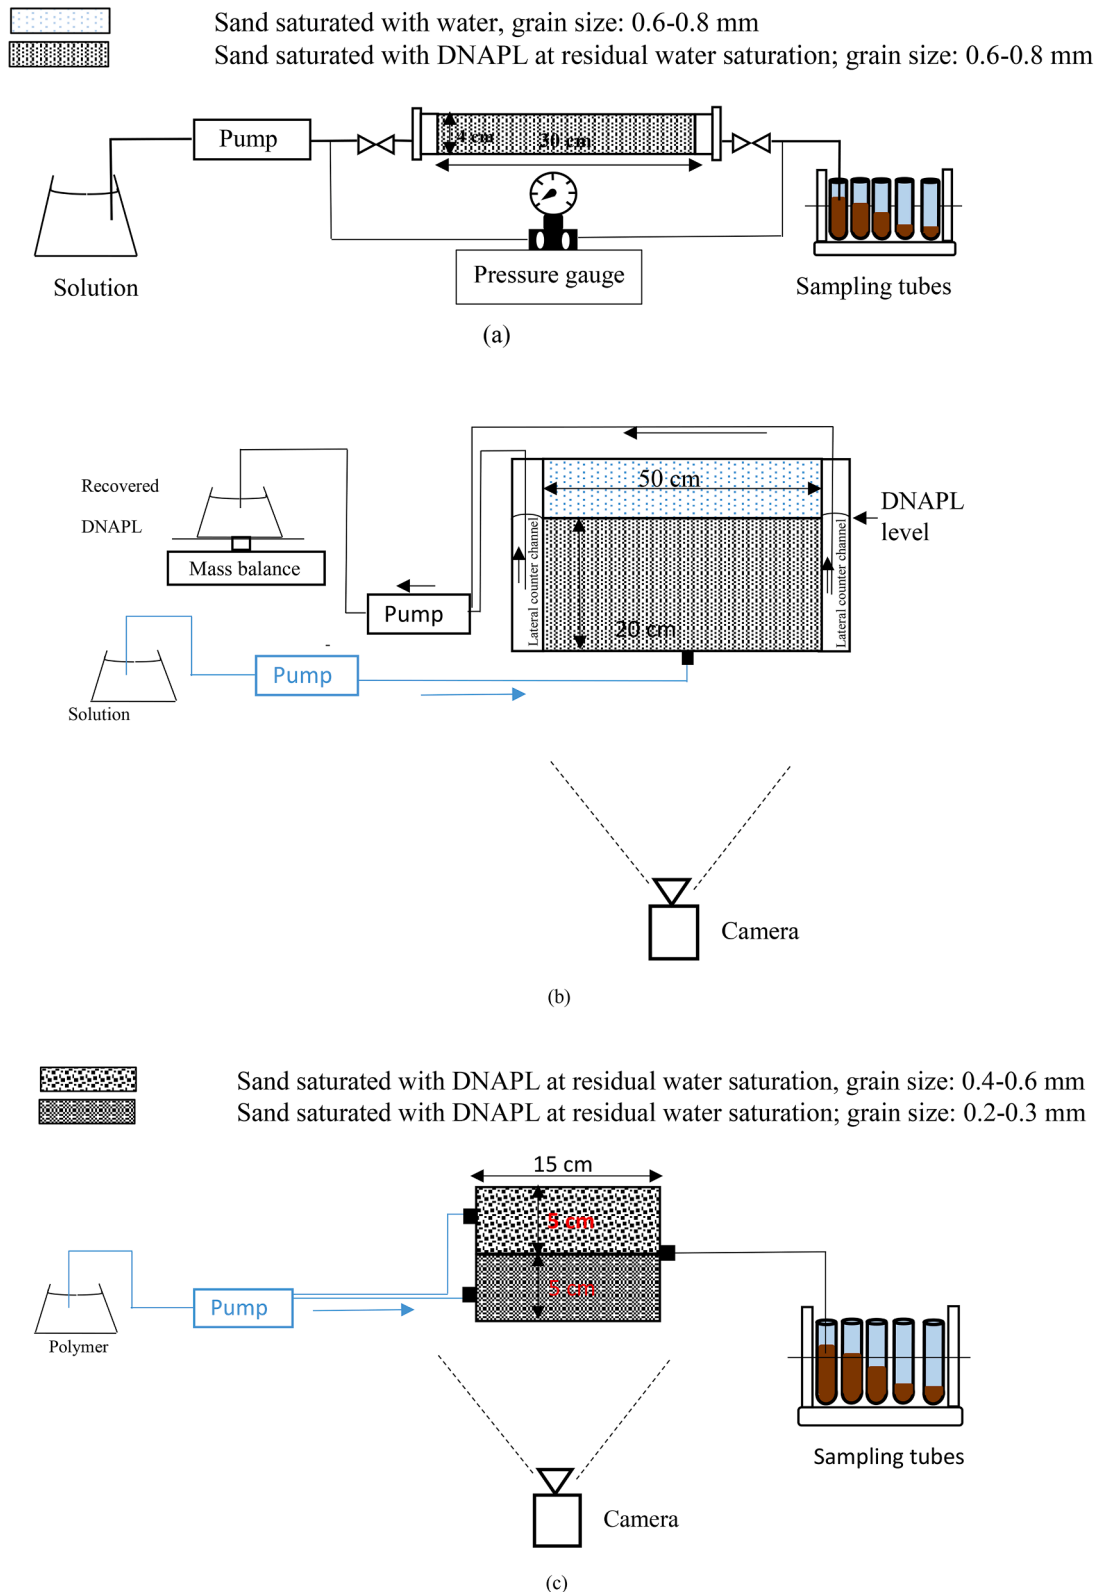 Sand saturated with water, grain size: 0.6-0.8 mm
Sand saturated with DNAPL at residual water saturation; grain size: 0.6-0.8 mm
Pump
4 cm
30 cm
Solution
Pressure gauge
Sampling tubes
(a)
50 cm
Recovered
DNAPL
DNAPL
level
Mass balance
Lateral counter channel
Lateral counter channel
Pump
20 cm
Pump
Solution
Camera
(b)
Sand saturated with DNAPL at residual water saturation, grain size: 0.4-0.6 mm
Sand saturated with DNAPL at residual water saturation; grain size: 0.2-0.3 mm
15 cm
5 cm
5 cm
Pump
Polymer
Sampling tubes
Camera
(c)